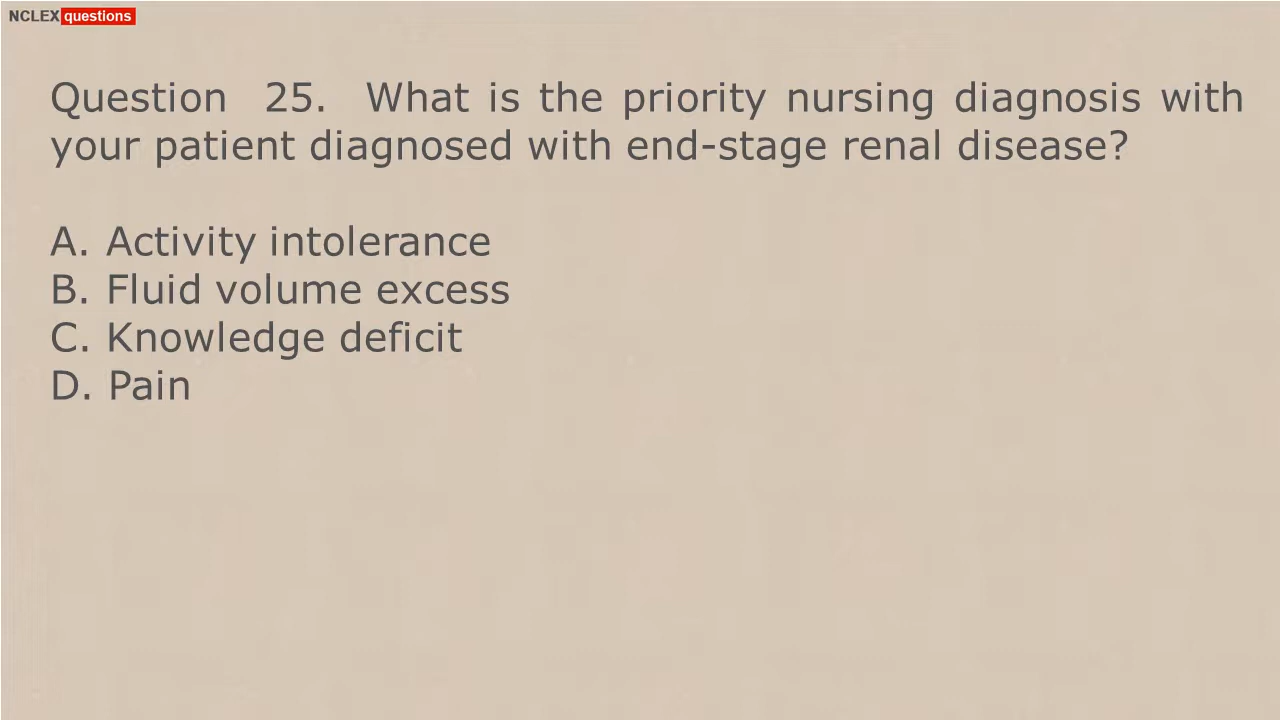 NCLEX questions
Question 25. What is the priority nursing diagnosis with
your patient diagnosed with end-stage renal disease?
A. Activity intolerance
B. Fluid volume excess
C. Knowledge deficit
D. Pain